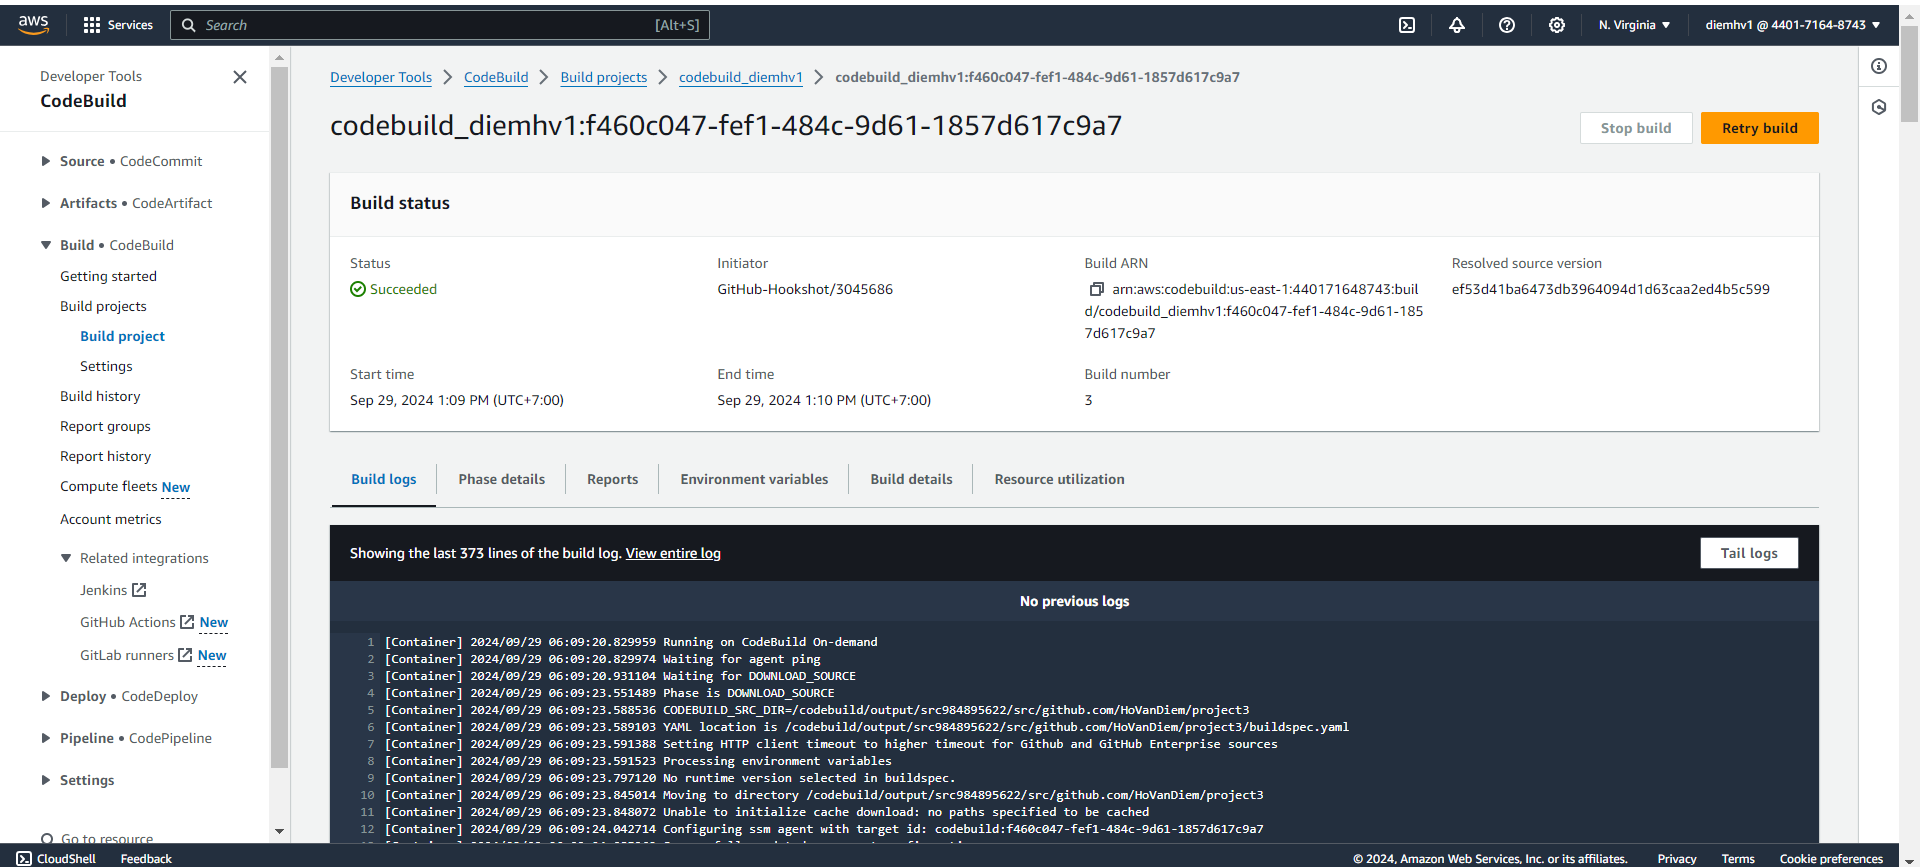 aws
Services
Search
[Alt+S]
N. Virginia
diemhv1 @ 4401-7164-8743
Developer Tools
CodeBuild
Source • CodeCommit
Artifacts • CodeArtifact
Build • CodeBuild
Getting started
Build projects
Build project
Settings
Build history
Report groups
Report history
Compute fleets New
Account metrics
Related integrations
Jenkins
GitHub Actions New
GitLab runners New
Deploy • CodeDeploy
Pipeline • CodePipeline
Settings
Go to resource
Developer Tools > CodeBuild > Build projects > codebuild_diemhv1 > codebuild_diemhv1:f460c047-fef1-484c-9d61-1857d617c9a7
codebuild_diemhv1:f460c047-fef1-484c-9d61-1857d617c9a7
Stop build
Retry build
Build status
Status
Succeeded
Initiator
GitHub-Hookshot/3045686
Build ARN
arn:aws:codebuild:us-east-1:440171648743:buil
d/codebuild_diemhv1:f460c047-fef1-484c-9d61-185
7d617c9a7
Resolved source version
ef53d41ba6473db3964094d1d63caa2ed4b5c599
Start time
Sep 29, 2024 1:09 PM (UTC+7:00)
End time
Sep 29, 2024 1:10 PM (UTC+7:00)
Build number
3
Build logs
Phase details
Reports
Environment variables
Build details
Resource utilization
Showing the last 373 lines of the build log. View entire log
Tail logs
No previous logs
1 [Container] 2024/09/29 06:09:20.829959 Running on CodeBuild On-demand
2 [Container] 2024/09/29 06:09:20.829974 Waiting for agent ping
3 [Container] 2024/09/29 06:09:20.931104 Waiting for DOWNLOAD_SOURCE
4 [Container] 2024/09/29 06:09:23.551489 Phase is DOWNLOAD_SOURCE
5 [Container] 2024/09/29 06:09:23.588536 CODEBUILD_SRC_DIR=/codebuild/output/src984895622/src/github.com/HoVanDiem/project3
6 [Container] 2024/09/29 06:09:23.589103 YAML location is /codebuild/output/src984895622/src/github.com/HoVanDiem/project3/buildspec.yaml
7 [Container] 2024/09/29 06:09:23.591388 Setting HTTP client timeout to higher timeout for Github and GitHub Enterprise sources
8 [Container] 2024/09/29 06:09:23.591523 Processing environment variables
9 [Container] 2024/09/29 06:09:23.797120 No runtime version selected in buildspec.
10 [Container] 2024/09/29 06:09:23.845014 Moving to directory /codebuild/output/src984895622/src/github.com/HoVanDiem/project3
11 [Container] 2024/09/29 06:09:23.848072 Unable to initialize cache download: no paths specified to be cached
12 [Container] 2024/09/29 06:09:24.042714 Configuring ssm agent with target id: codebuild:f460c047-fef1-484c-9d61-1857d617c9a7
CloudShell
Feedback
© 2024, Amazon Web Services, Inc. or its affiliates.
Privacy
Terms
Cookie preferences